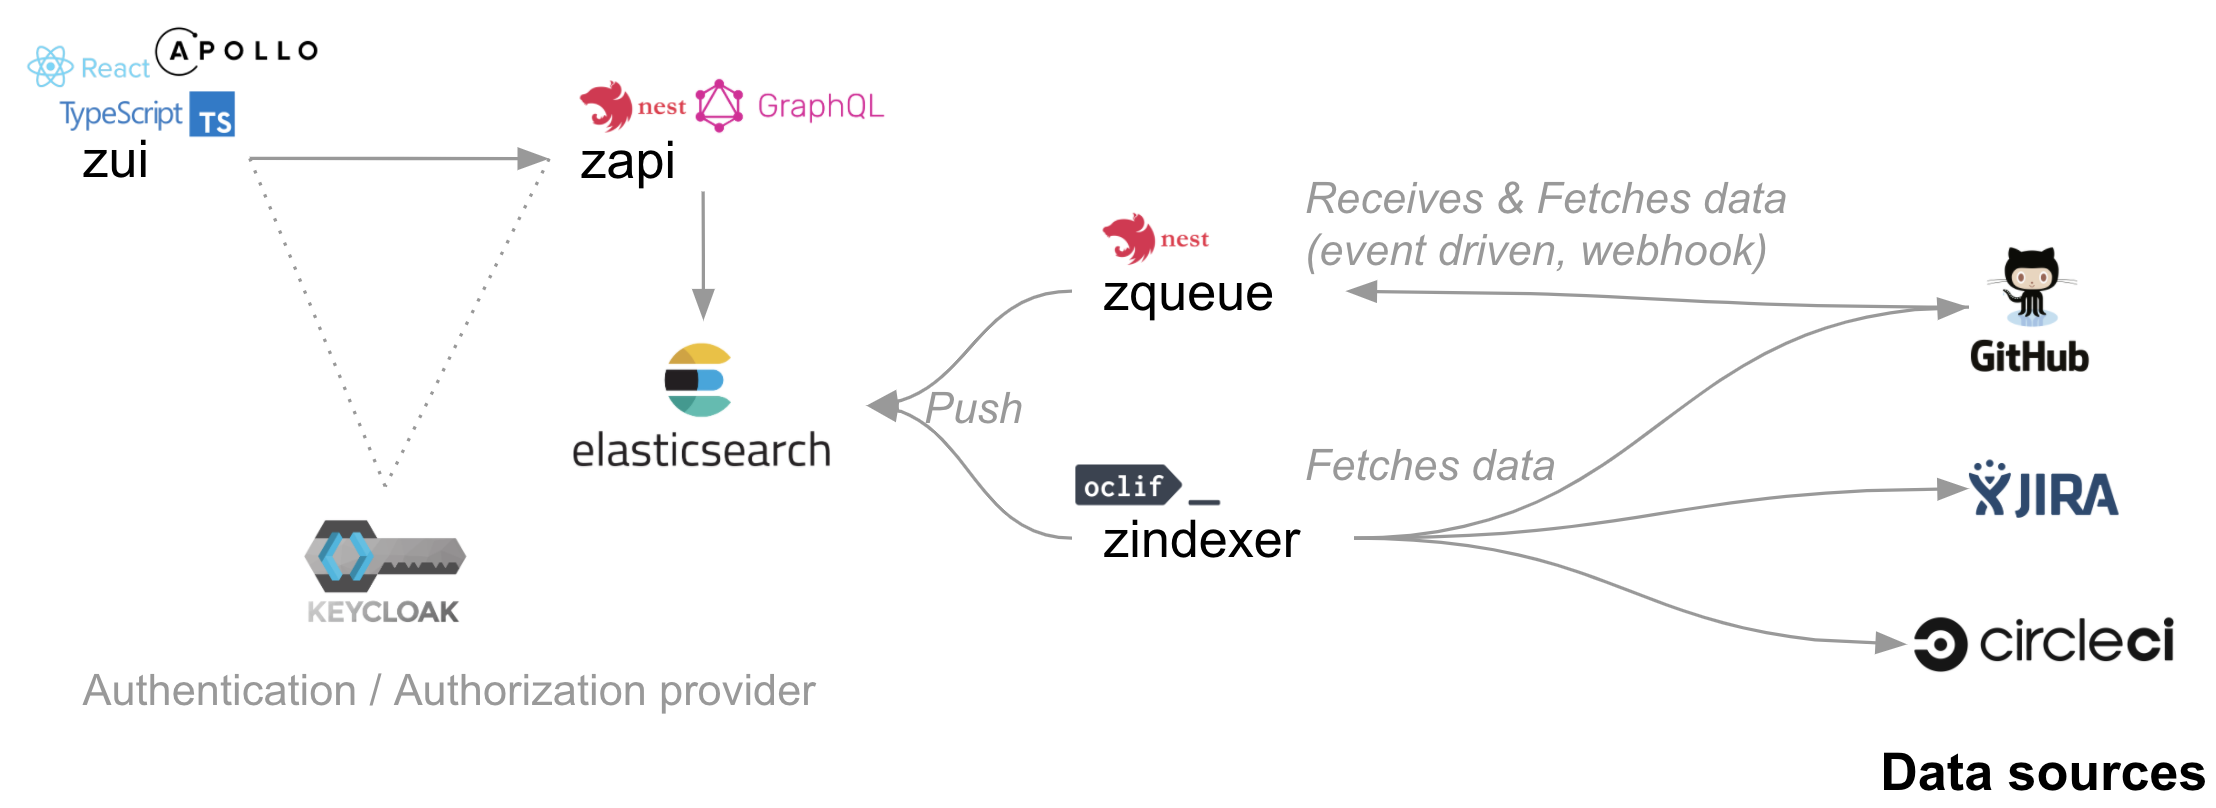 React
APOLLO
TypeScript TS
zui
nest
GraphQL
zapi
elasticsearch
KEYCLOAK
Authentication / Authorization provider
nest
zqueue
Push
oclif _
zindexer
Receives & Fetches data
(event driven, webhook)
Fetches data
GitHub
JIRA
circleci
Data sources